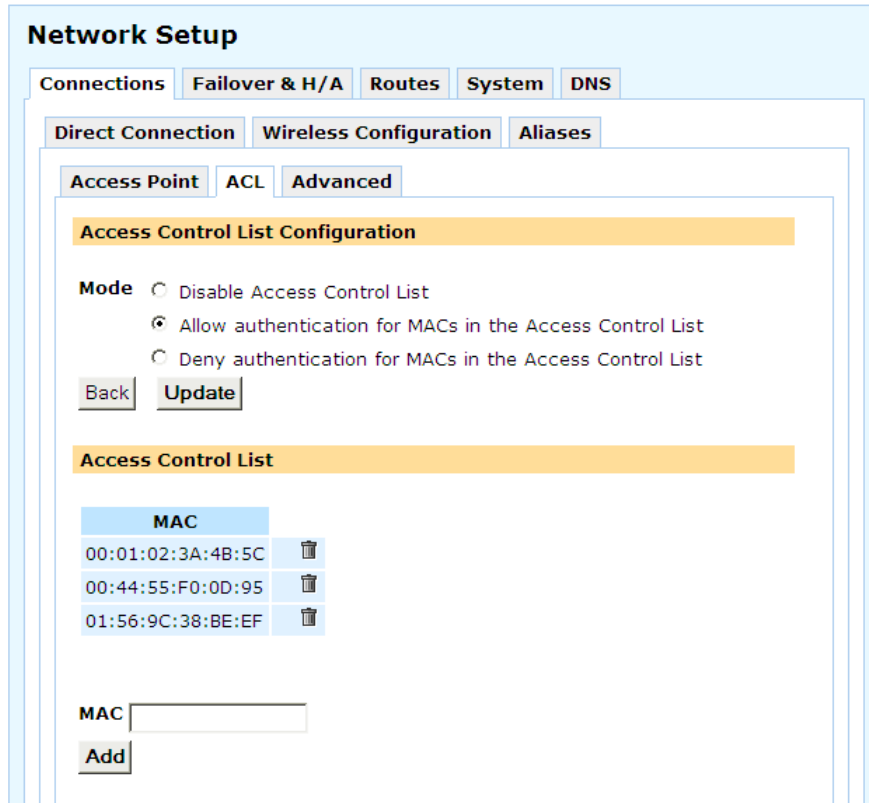 Network Setup
Connections Failover & H/A Routes System DNS
Direct Connection Wireless Configuration Aliases
Access Point ACL Advanced
Access Control List Configuration
Mode Disable Access Control List
Allow authentication for MACs in the Access Control List
Deny authentication for MACs in the Access Control List
Back Update
Access Control List
MAC
00:01:02:3A:4B:5C
00:44:55:F0:0D:95
01:56:9C:38:BE:EF
MAC
Add